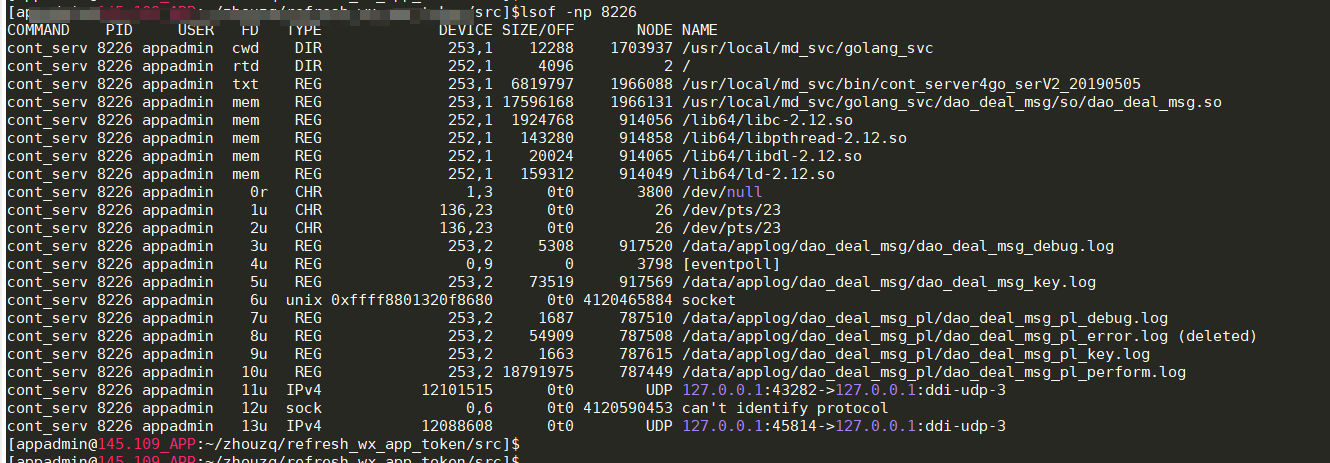 [appadmin@145.109_APP:~/zhouzq/refresh_wx_app_token/src]$lsof -np 8226
COMMAND PID USER FD TYPE DEVICE SIZE/OFF NODE NAME
cont_serv 8226 appadmin cwd DIR 253,1 12288 1703937 /usr/local/md_svc/golang_svc
cont_serv 8226 appadmin rtd DIR 252,1 4096 2 /
cont_serv 8226 appadmin txt REG 253,1 6819797 1966088 /usr/local/md_svc/bin/cont_server4go_serV2_20190505
cont_serv 8226 appadmin mem REG 253,1 17596168 1966131 /usr/local/md_svc/golang_svc/dao_deal_msg/so/dao_deal_msg.so
cont_serv 8226 appadmin mem REG 252,1 1924768 914056 /lib64/libc-2.12.so
cont_serv 8226 appadmin mem REG 252,1 143280 914858 /lib64/libpthread-2.12.so
cont_serv 8226 appadmin mem REG 252,1 20024 914065 /lib64/libdl-2.12.so
cont_serv 8226 appadmin mem REG 252,1 159312 914049 /lib64/ld-2.12.so
cont_serv 8226 appadmin 0r CHR 1,3 0t0 3800 /dev/null
cont_serv 8226 appadmin 1u CHR 136,23 0t0 26 /dev/pts/23
cont_serv 8226 appadmin 2u CHR 136,23 0t0 26 /dev/pts/23
cont_serv 8226 appadmin 3u REG 253,2 5308 917520 /data/applog/dao_deal_msg/dao_deal_msg_debug.log
cont_serv 8226 appadmin 4u REG 0,9 0 3798 [eventpoll]
cont_serv 8226 appadmin 5u REG 253,2 73519 917569 /data/applog/dao_deal_msg/dao_deal_msg_key.log
cont_serv 8226 appadmin 6u unix 0xffff8801320f8680 0t0 4120465884 socket
cont_serv 8226 appadmin 7u REG 253,2 1687 787510 /data/applog/dao_deal_msg_pl/dao_deal_msg_pl_debug.log
cont_serv 8226 appadmin 8u REG 253,2 54909 787508 /data/applog/dao_deal_msg_pl/dao_deal_msg_pl_error.log (deleted)
cont_serv 8226 appadmin 9u REG 253,2 1663 787615 /data/applog/dao_deal_msg_pl/dao_deal_msg_pl_key.log
cont_serv 8226 appadmin 10u REG 253,2 18791975 787449 /data/applog/dao_deal_msg_pl/dao_deal_msg_pl_perform.log
cont_serv 8226 appadmin 11u IPv4 12101515 0t0 UDP 127.0.0.1:43282->127.0.0.1:ddi-udp-3
cont_serv 8226 appadmin 12u sock 0,6 0t0 4120590453 can't identify protocol
cont_serv 8226 appadmin 13u IPv4 12088608 0t0 UDP 127.0.0.1:45814->127.0.0.1:ddi-udp-3
[appadmin@145.109_APP:~/zhouzq/refresh_wx_app_token/src]$
[appadmin@145.109_APP:~/zhouzq/refresh_wx_app_token/src]$